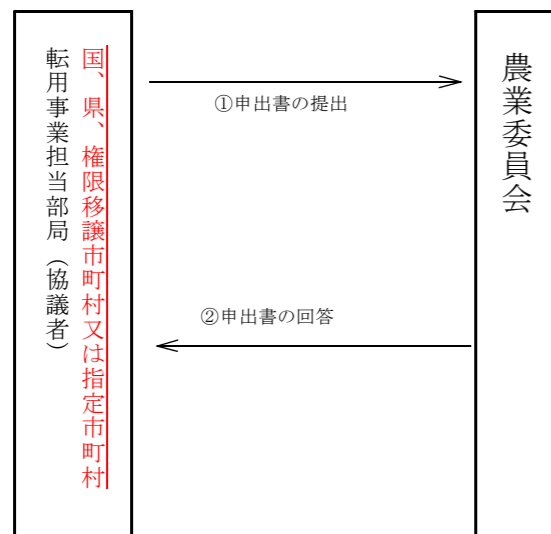 国、県、権限移譲市町村又は指定市町村
転用事業担当部局（協議者）
①申出書の提出
②申出書の回答
農業委員会